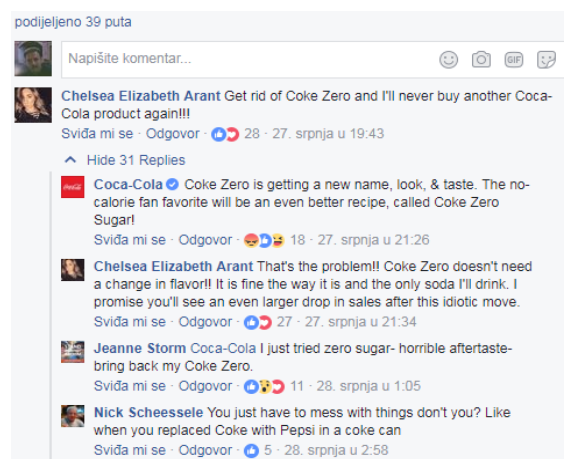 podijeljeno 39 puta
Napišite komentar...
GIF
Chelsea Elizabeth Arant Get rid of Coke Zero and I'll never buy another Coca-
Cola product again!!!
Sviđa mi se · Odgovor · 28 · 27. srpnja u 19:43
Hide 31 Replies
Coca-Cola Coke Zero is getting a new name, look, & taste. The no-
calorie fan favorite will be an even better recipe, called Coke Zero
Sugar!
Sviđa mi se · Odgovor · 18 · 27. srpnja u 21:26
Chelsea Elizabeth Arant That's the problem!! Coke Zero doesn't need
a change in flavor!! It is fine the way it is and the only soda I'll drink. I
promise you'll see an even larger drop in sales after this idiotic move.
Sviđa mi se · Odgovor · 27 · 27. srpnja u 21:34
Jeanne Storm Coca-Cola I just tried zero sugar- horrible aftertaste-
bring back my Coke Zero.
Sviđa mi se · Odgovor · 11 · 28. srpnja u 1:05
Nick Scheessele You just have to mess with things don't you? Like
when you replaced Coke with Pepsi in a coke can
Sviđa mi se · Odgovor · 5 · 28. srpnja u 2:58